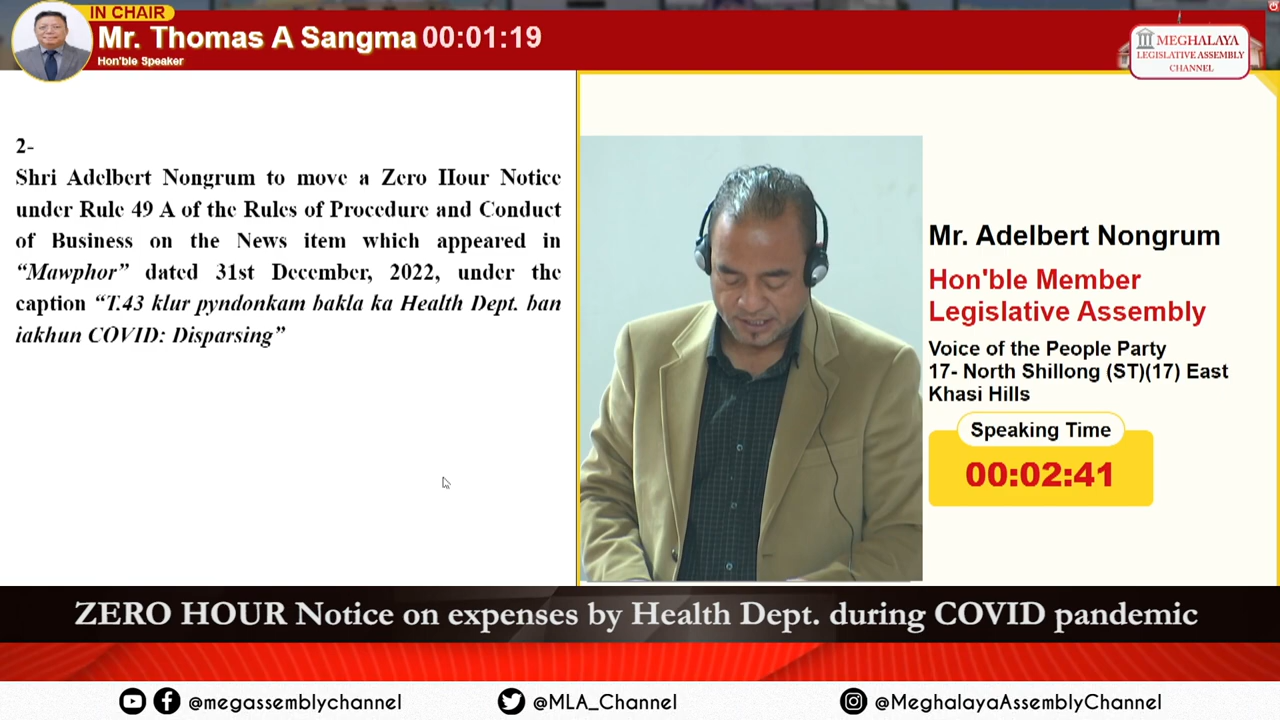 IN CHAIR
Mr. Thomas A Sangma 00:01:19
Hon'ble Speaker
MEGHALAYA
LEGISLATIVE ASSEMBLY
CHANNEL
2-
Shri Adelbert Nongrum to move a Zero Hour Notice
under Rule 49 A of the Rules of Procedure and Conduct
of Business on the News item which appeared in
“Mawphor” dated 31st December, 2022, under the
caption “T.43 klur pyndonkam bakla ka Health Dept. ban
iakhun COVID: Disparsing”
Mr. Adelbert Nongrum
Hon'ble Member
Legislative Assembly
Voice of the People Party
17- North Shillong (ST)(17) East
Khasi Hills
Speaking Time
00:02:41
ZERO HOUR Notice on expenses by Health Dept. during COVID pandemic
@megassemblychannel
@MLA_Channel
@MeghalayaAssemblyChannel